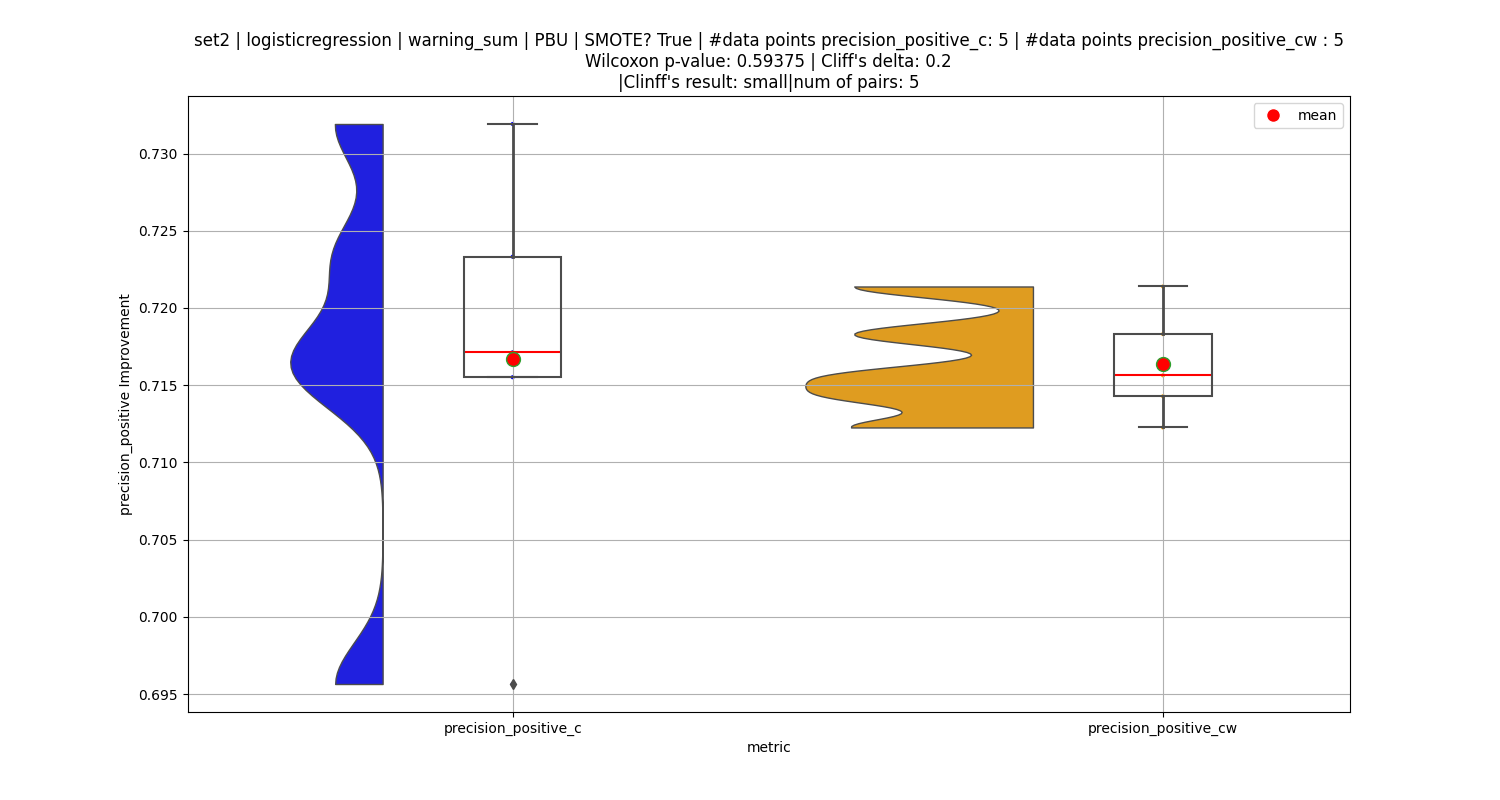 set2 | logisticregression | warning_sum | PBU | SMOTE? True | #data points precision_positive_c: 5 | #data points precision_positive_cw : 5
Wilcoxon p-value: 0.59375 | Cliff's delta: 0.2
|Clinff's result: small|num of pairs: 5
mean
0.730
0.725
0.720
0.715
0.710
0.705
0.700
0.695
precision_positive Improvement
precision_positive_c
precision_positive_cw
metric